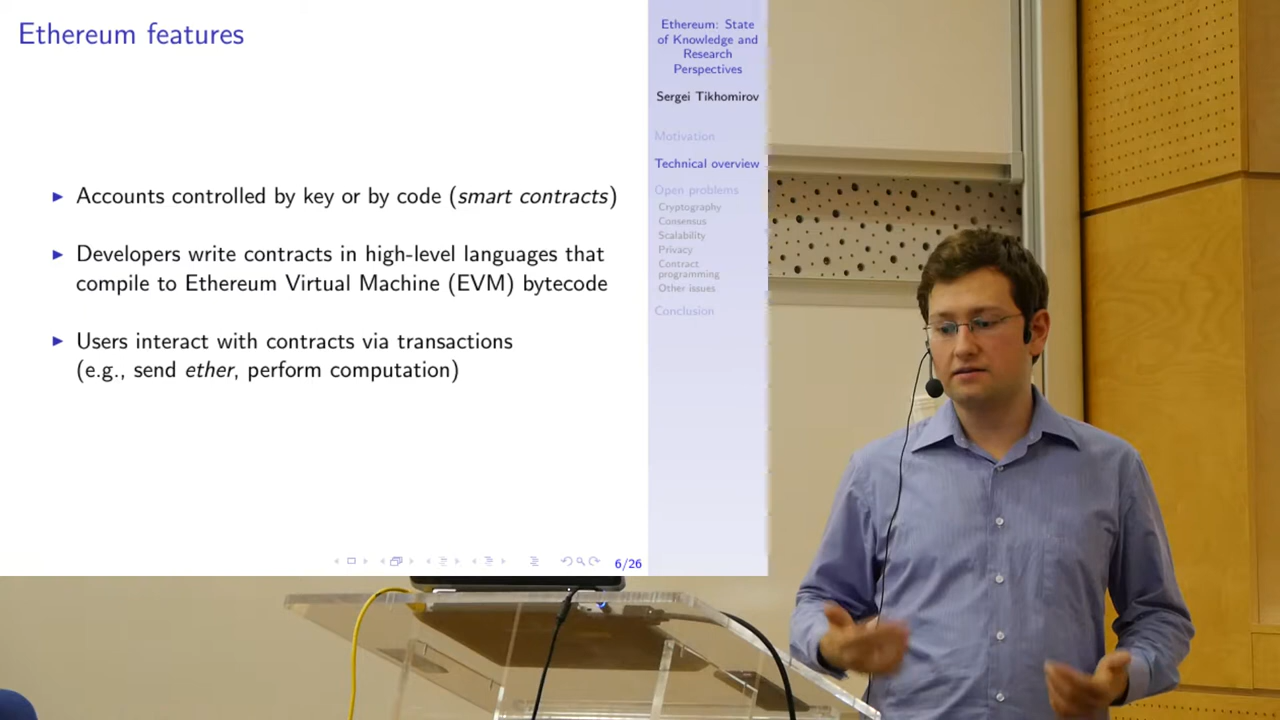 Ethereum features
▶ Accounts controlled by key or by code (smart contracts)
▶ Developers write contracts in high-level languages that
compile to Ethereum Virtual Machine (EVM) bytecode
▶ Users interact with contracts via transactions
(e.g., send ether, perform computation)
6/26
Ethereum: State
of Knowledge and
Research
Perspectives
Sergei Tikhomirov
Motivation
Technical overview
Open problems
Cryptography
Consensus
Scalability
Privacy
Contract
programming
Other issues
Conclusion